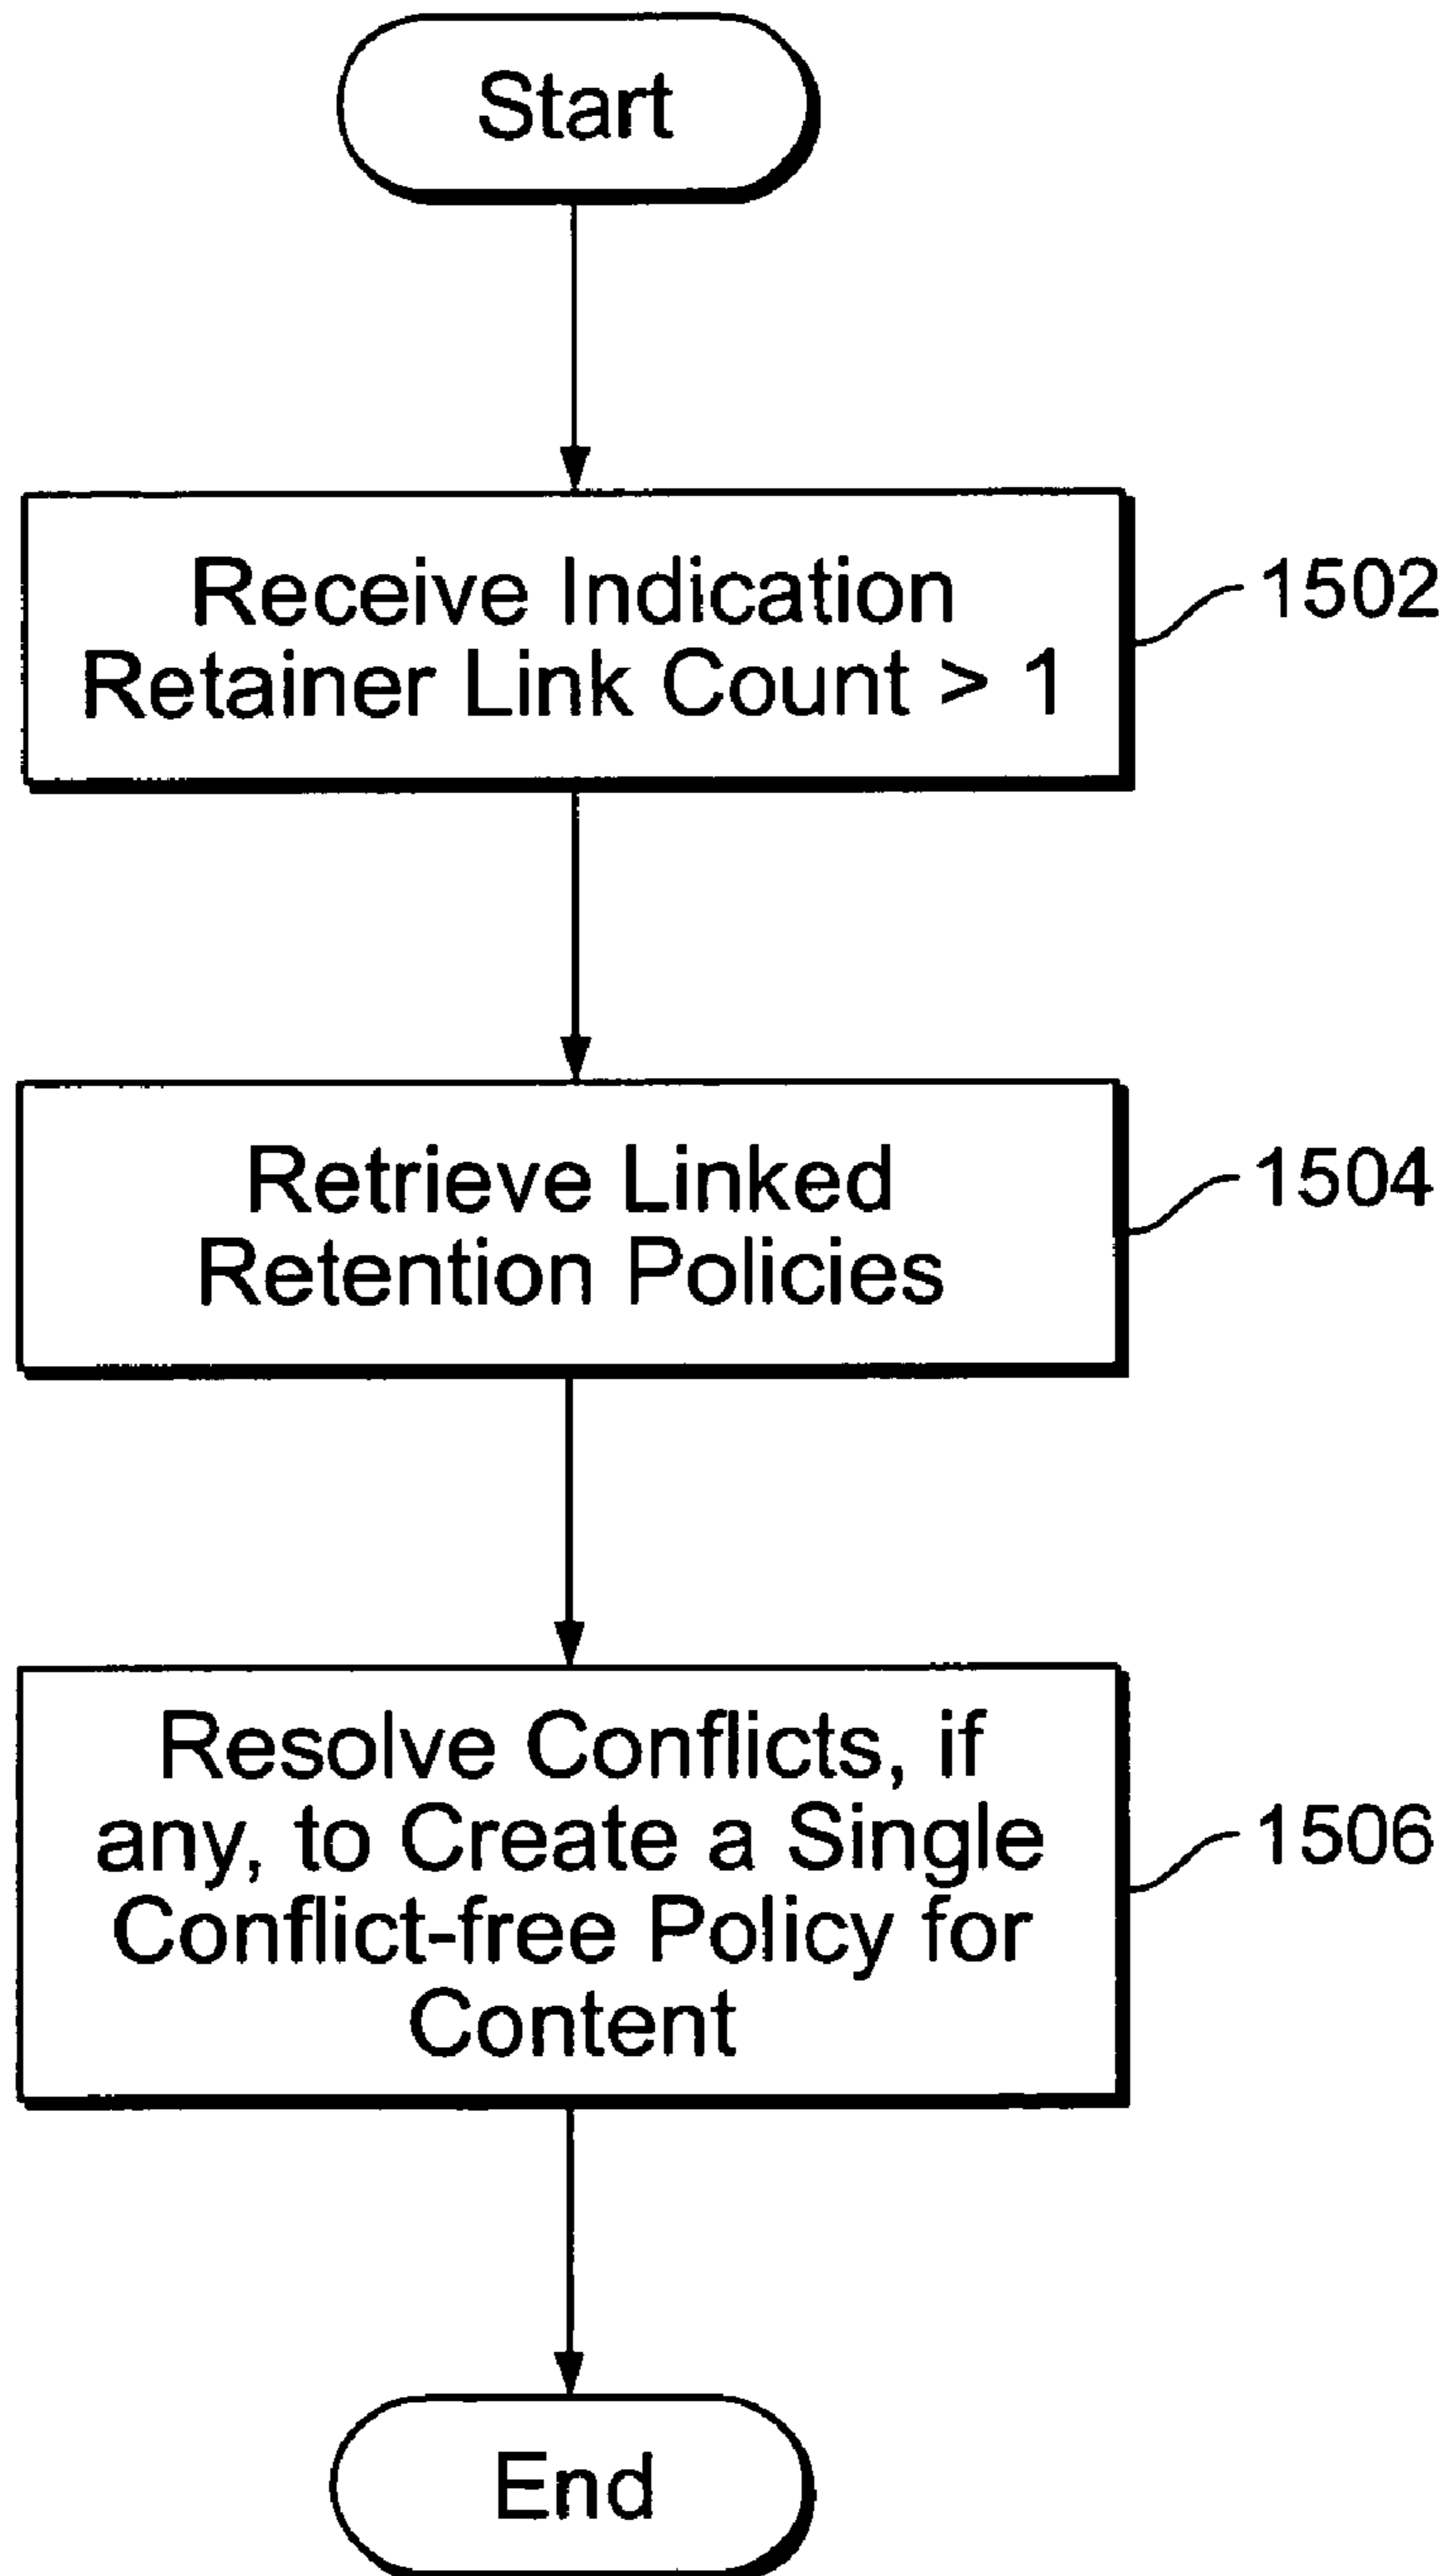 Start
Receive Indication
Retainer Link Count > 1
1502
Retrieve Linked
Retention Policies
1504
Resolve Conflicts, if
any, to Create a Single
Conflict-free Policy for
Content
1506
End